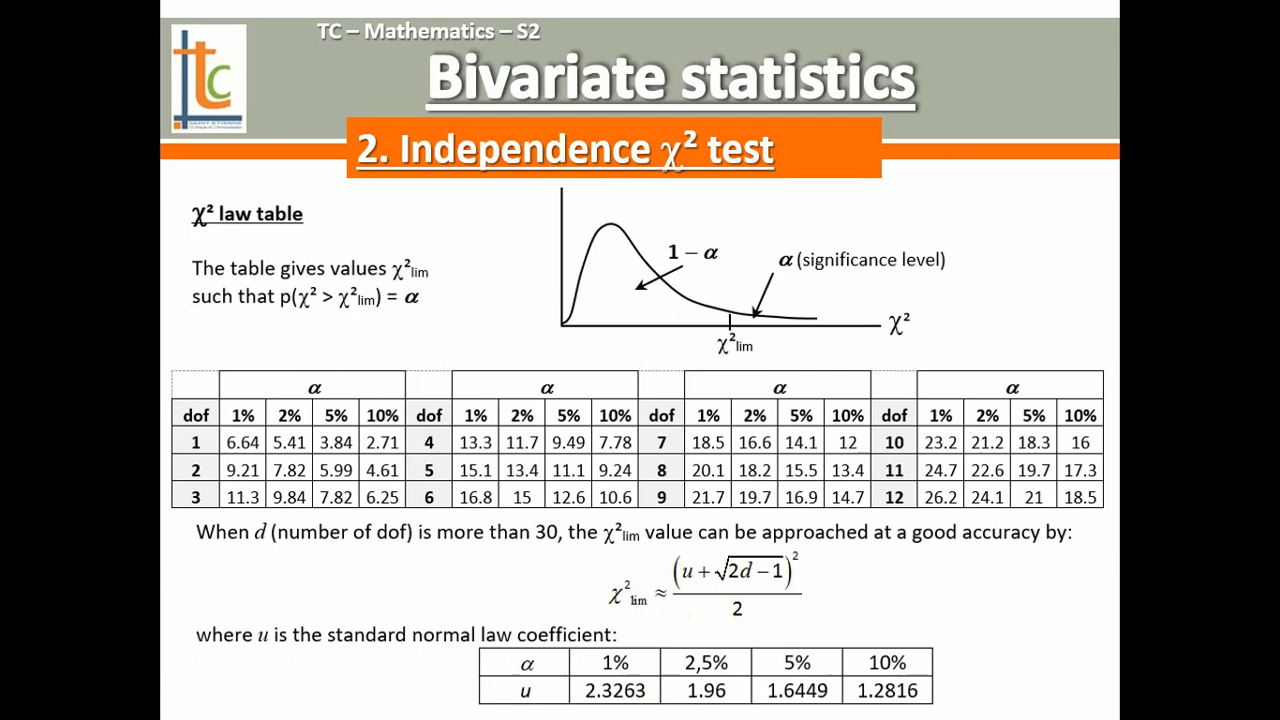 TC – Mathematics – S2
Bivariate statistics
2. Independence χ² test
χ² law table
The table gives values χ²lim
such that p(χ² > χ²lim) = α
1 – α
α (significance level)
χ²
χ²lim
α α α α
dof 1% 2% 5% 10% dof 1% 2% 5% 10% dof 1% 2% 5% 10% dof 1% 2% 5% 10%
1 6.64 5.41 3.84 2.71 4 13.3 11.7 9.49 7.78 7 18.5 16.6 14.1 12 10 23.2 21.2 18.3 16
2 9.21 7.82 5.99 4.61 5 15.1 13.4 11.1 9.24 8 20.1 18.2 15.5 13.4 11 24.7 22.6 19.7 17.3
3 11.3 9.84 7.82 6.25 6 16.8 15 12.6 10.6 9 21.7 19.7 16.9 14.7 12 26.2 24.1 21 18.5
When d (number of dof) is more than 30, the χ²lim value can be approached at a good accuracy by:
χ²lim ≈ (u + √2d – 1)² / 2
where u is the standard normal law coefficient:
α 1% 2,5% 5% 10%
u 2.3263 1.96 1.6449 1.2816